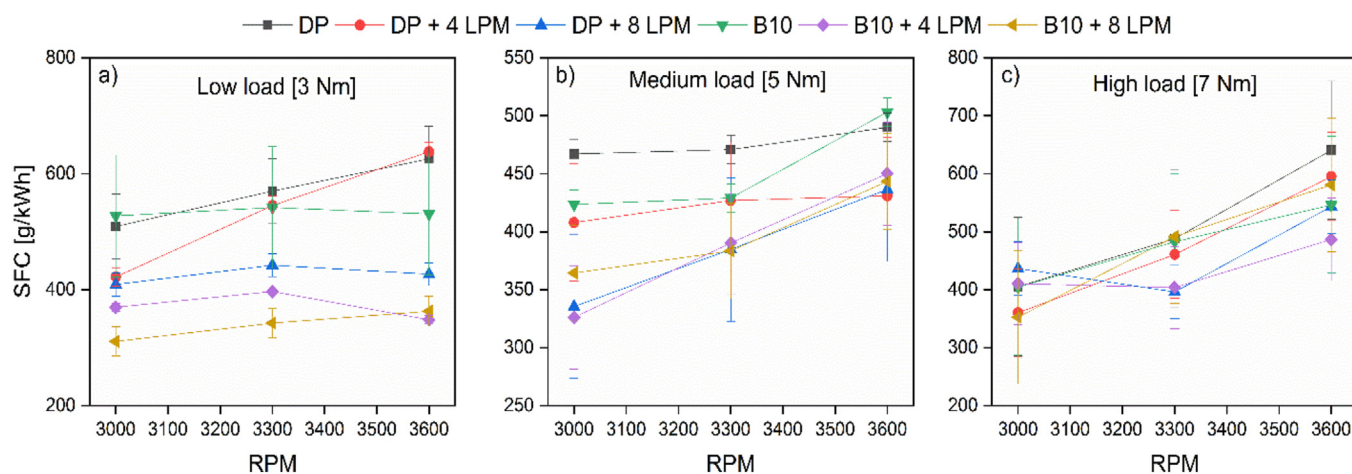 DP DP + 4 LPM DP + 8 LPM B10 B10 + 4 LPM B10 + 8 LPM
a) Low load [3 Nm]
b) Medium load [5 Nm]
c) High load [7 Nm]
SFC [g/kWh]
800
600
400
200
550
500
450
400
350
300
250
800
700
600
500
400
300
200
3000 3100 3200 3300 3400 3500 3600
3000 3100 3200 3300 3400 3500 3600
3000 3100 3200 3300 3400 3500 3600
RPM
RPM
RPM